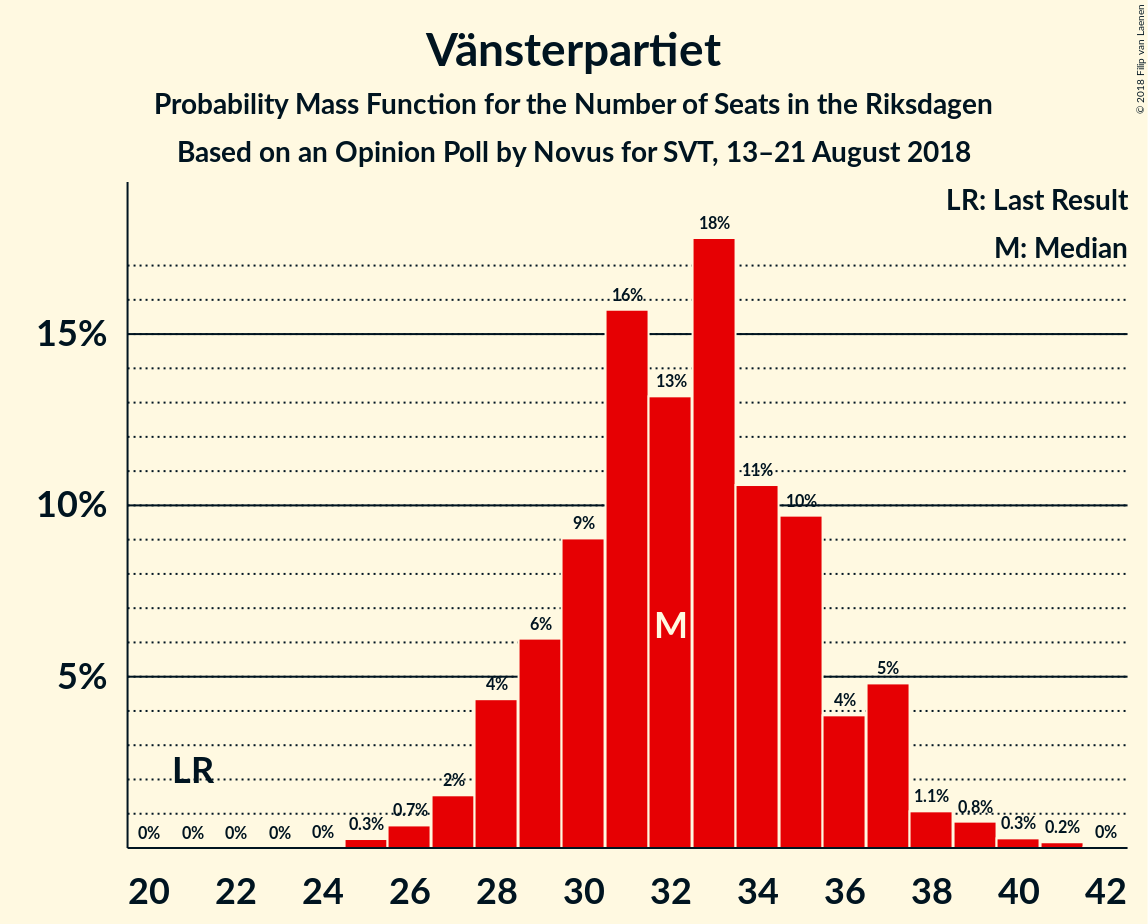 Vänsterpartiet
Probability Mass Function for the Number of Seats in the Riksdagen
Based on an Opinion Poll by Novus for SVT, 13–21 August 2018
© 2018 Filip van Laenen
LR: Last Result
M: Median
18%
16%
15%
13%
11%
10%
10%
9%
M
6%
5%
5%
4%
4%
LR
2%
1.1%
0.7%
0.8%
0.3%
0.3%
0.2%
0% 0% 0% 0% 0% 0%
20 22 24 26 28 30 32 34 36 38 40 42